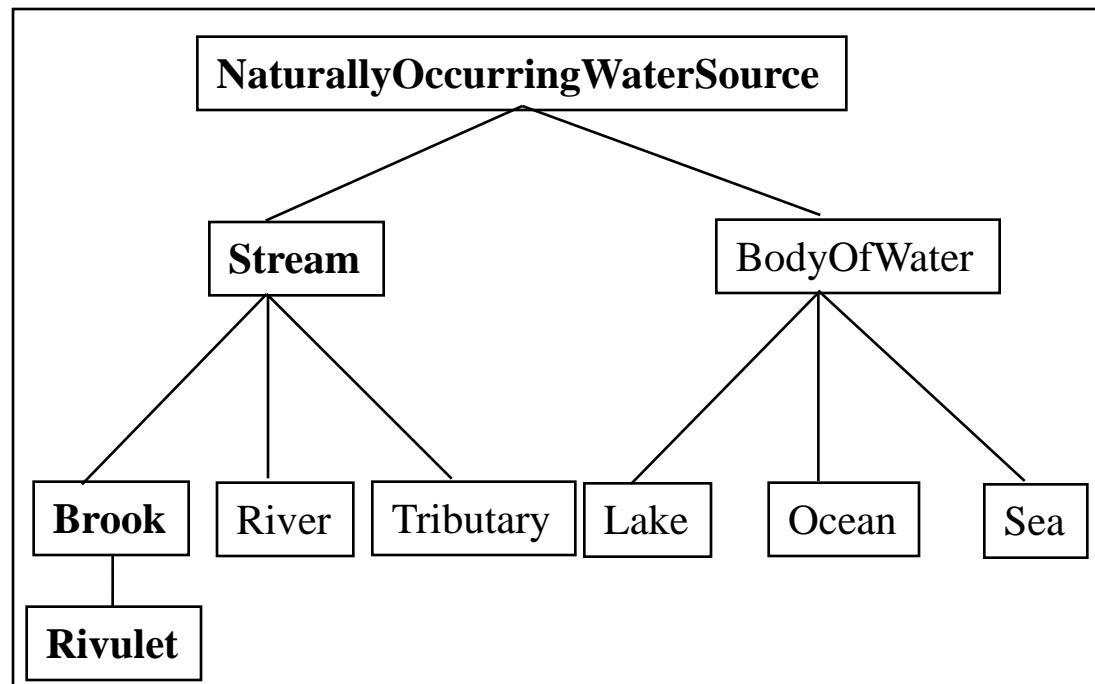 NaturallyOccurringWaterSource
Stream
BodyOfWater
Brook
River
Tributary
Lake
Ocean
Sea
Rivulet